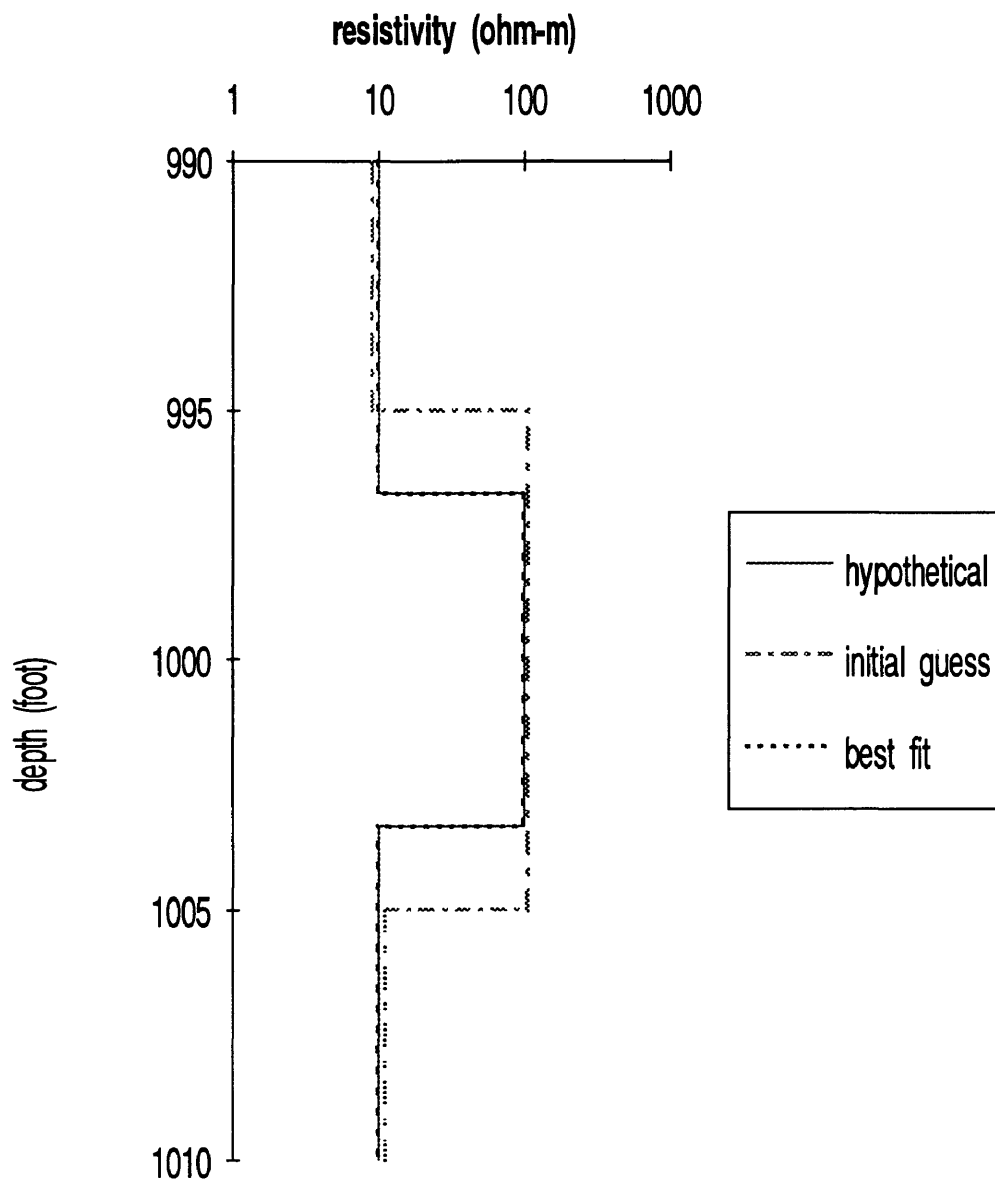 resistivity (ohm-m)
1 10 100 1000
990
995
1000
1005
1010
depth (foot)
hypothetical
initial guess
best fit